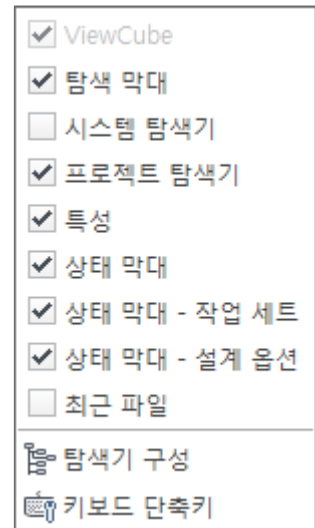 ViewCube
탐색 막대
시스템 탐색기
프로젝트 탐색기
특성
상태 막대
상태 막대 - 작업 세트
상태 막대 - 설계 옵션
최근 파일
탐색기 구성
키보드 단축키